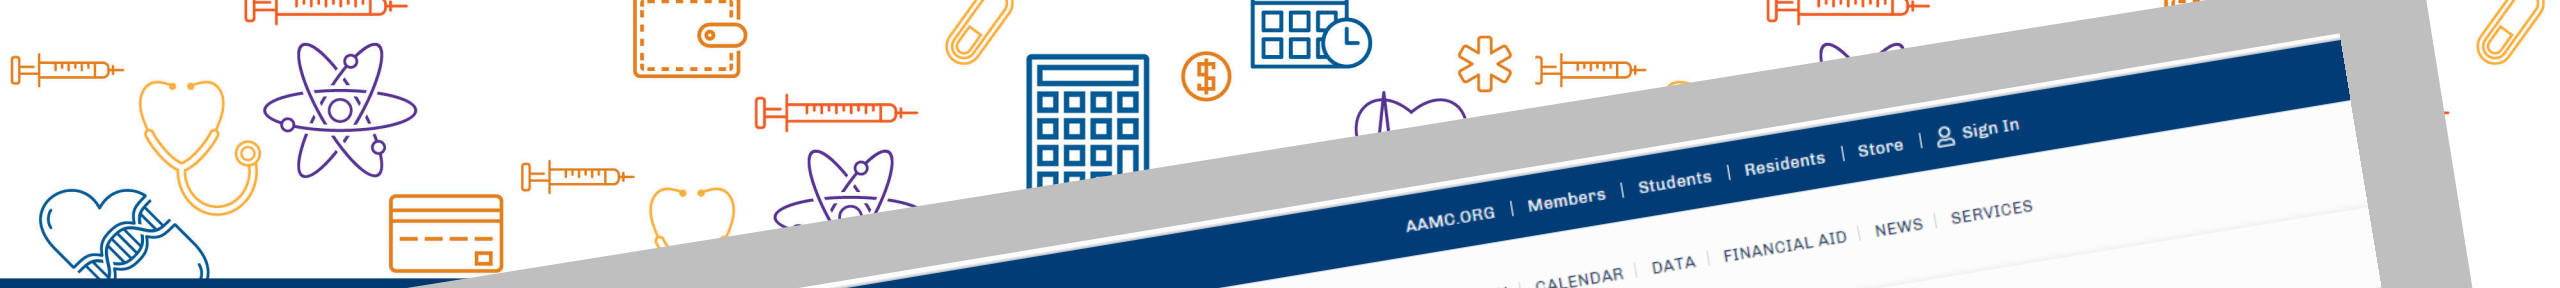 AAMC.ORG | Members | Students | Residents | Store | Sign In
CALENDAR | DATA | FINANCIAL AID | NEWS | SERVICES
$